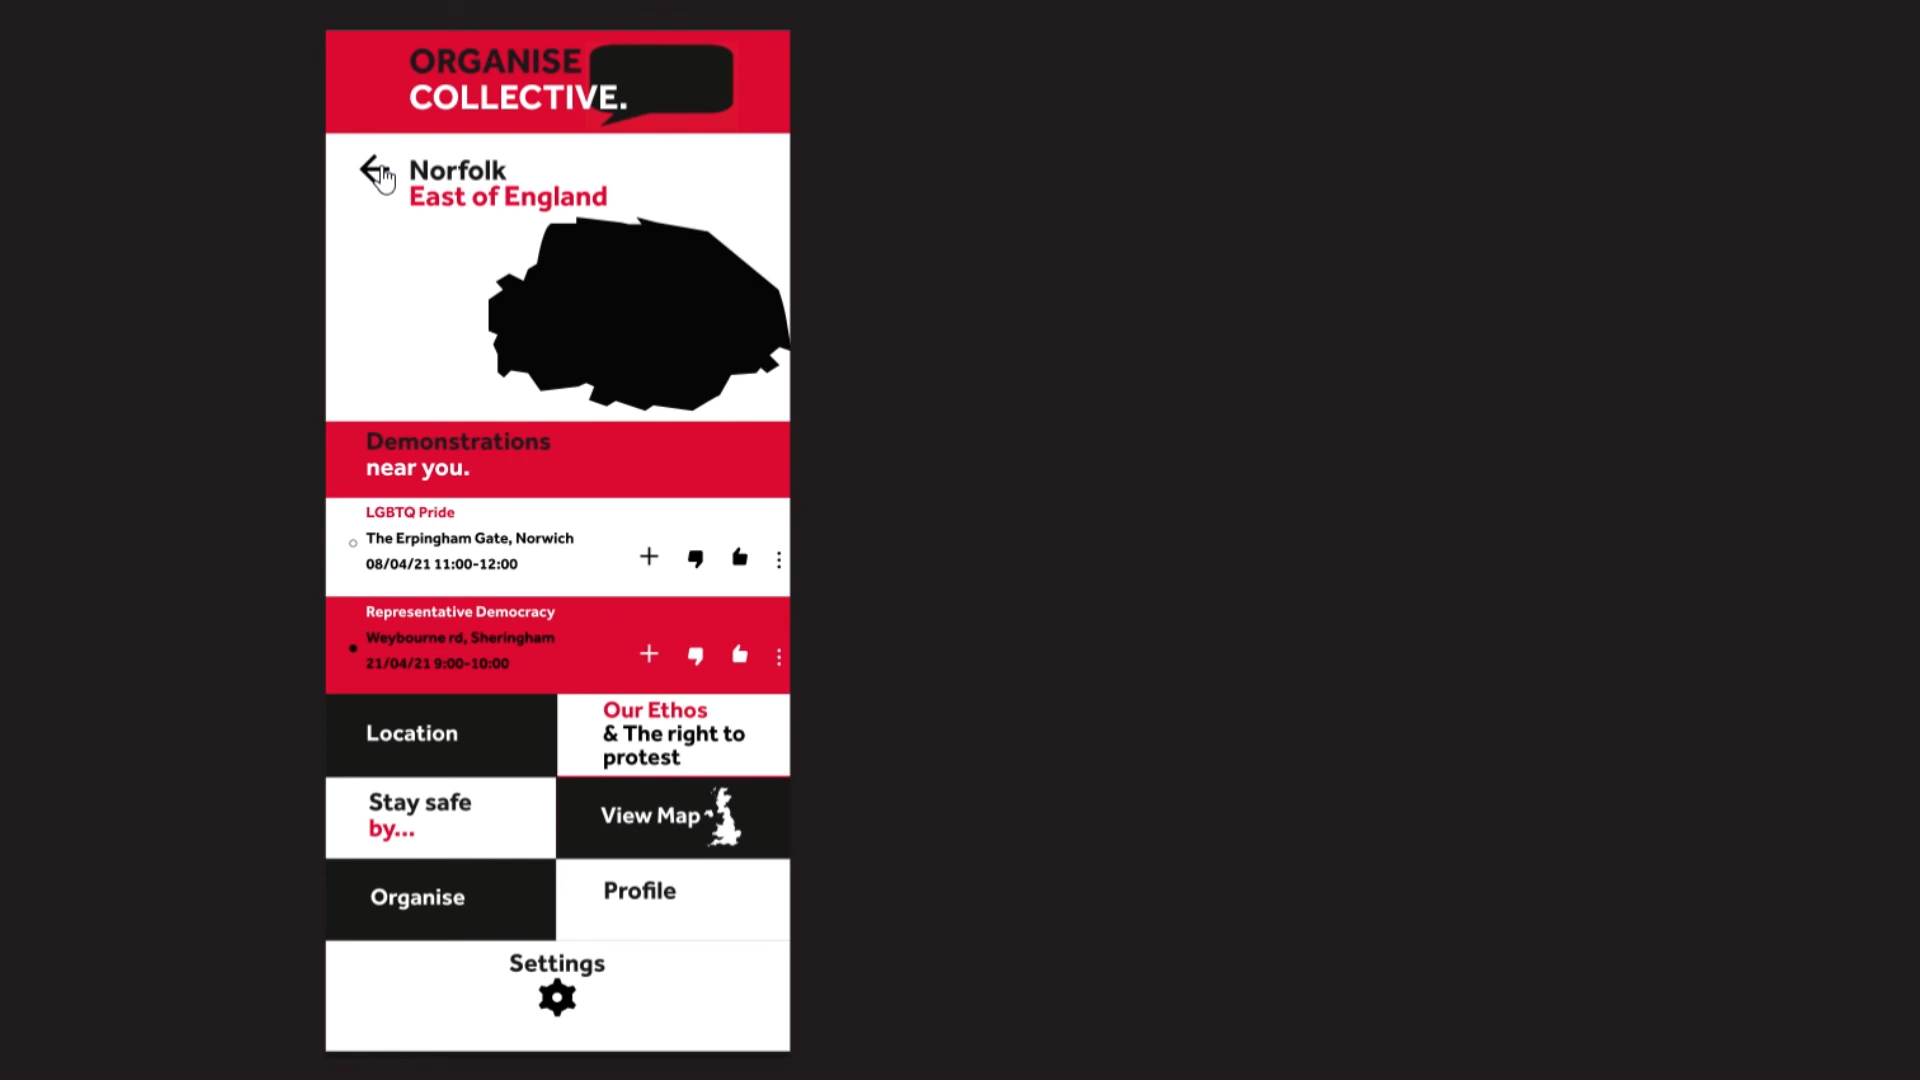 ORGANISE
COLLECTIVE.
Norfolk
East of England
Demonstrations
near you.
LGBTQ Pride
The Erpingham Gate, Norwich
08/04/21 11:00-12:00
Representative Democracy
Weybourne rd, Sheringham
21/04/21 9:00-10:00
Location
Our Ethos
& The right to
protest
Stay safe
by...
View Map
Organise
Profile
Settings